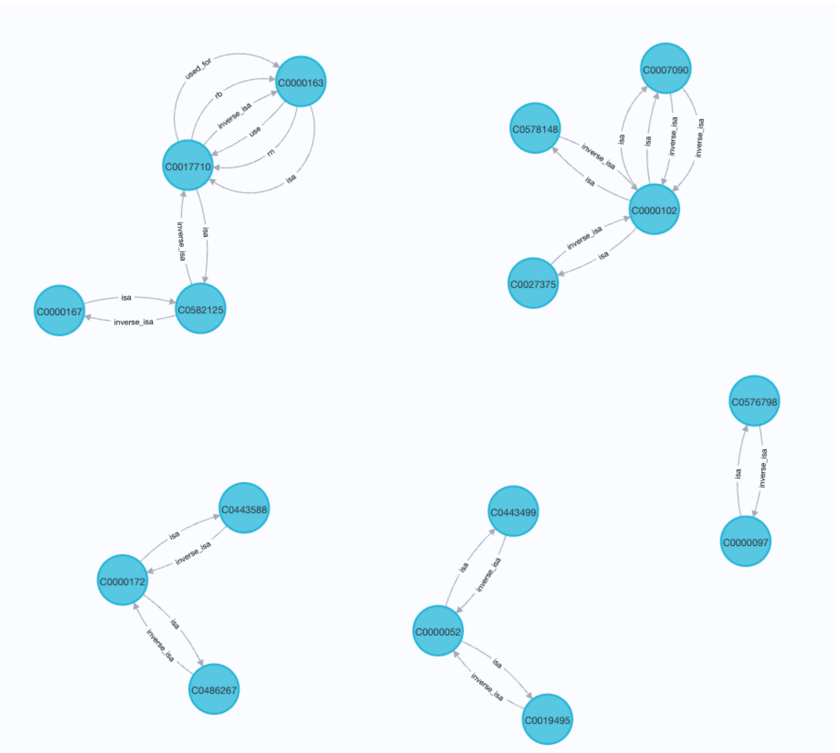 used_for
rb
inverse_isa
use
rn
isa
C0000163
C0017710
inverse_isa
isa
C0000167
isa
inverse_isa
C0582125
C0007090
C0578148
inverse_isa
isa
isa
isa
inverse_isa
inverse_isa
C0000102
inverse_isa
isa
C0027375
C0576798
isa
inverse_isa
C0000097
C0443588
isa
inverse_isa
C0000172
isa
inverse_isa
C0486267
C0443499
isa
inverse_isa
C0000052
isa
inverse_isa
C0019495